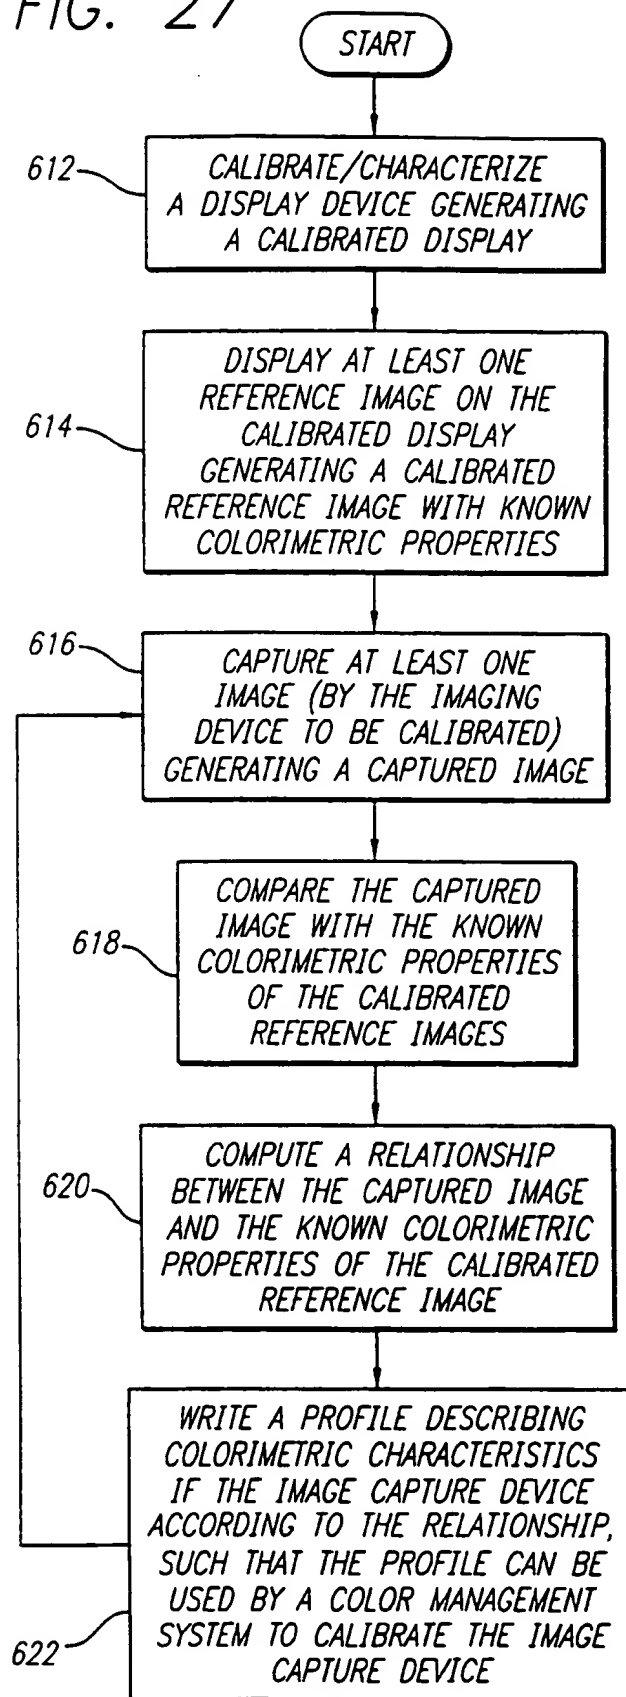 FIG. 27
START
612
CALIBRATE/CHARACTERIZE
A DISPLAY DEVICE GENERATING
A CALIBRATED DISPLAY
614
DISPLAY AT LEAST ONE
REFERENCE IMAGE ON THE
CALIBRATED DISPLAY
GENERATING A CALIBRATED
REFERENCE IMAGE WITH KNOWN
COLORIMETRIC PROPERTIES
616
CAPTURE AT LEAST ONE
IMAGE (BY THE IMAGING
DEVICE TO BE CALIBRATED)
GENERATING A CAPTURED IMAGE
618
COMPARE THE CAPTURED
IMAGE WITH THE KNOWN
COLORIMETRIC PROPERTIES
OF THE CALIBRATED
REFERENCE IMAGES
620
COMPUTE A RELATIONSHIP
BETWEEN THE CAPTURED IMAGE
AND THE KNOWN COLORIMETRIC
PROPERTIES OF THE CALIBRATED
REFERENCE IMAGE
622
WRITE A PROFILE DESCRIBING
COLORIMETRIC CHARACTERISTICS
IF THE IMAGE CAPTURE DEVICE
ACCORDING TO THE RELATIONSHIP,
SUCH THAT THE PROFILE CAN BE
USED BY A COLOR MANAGEMENT
SYSTEM TO CALIBRATE THE IMAGE
CAPTURE DEVICE